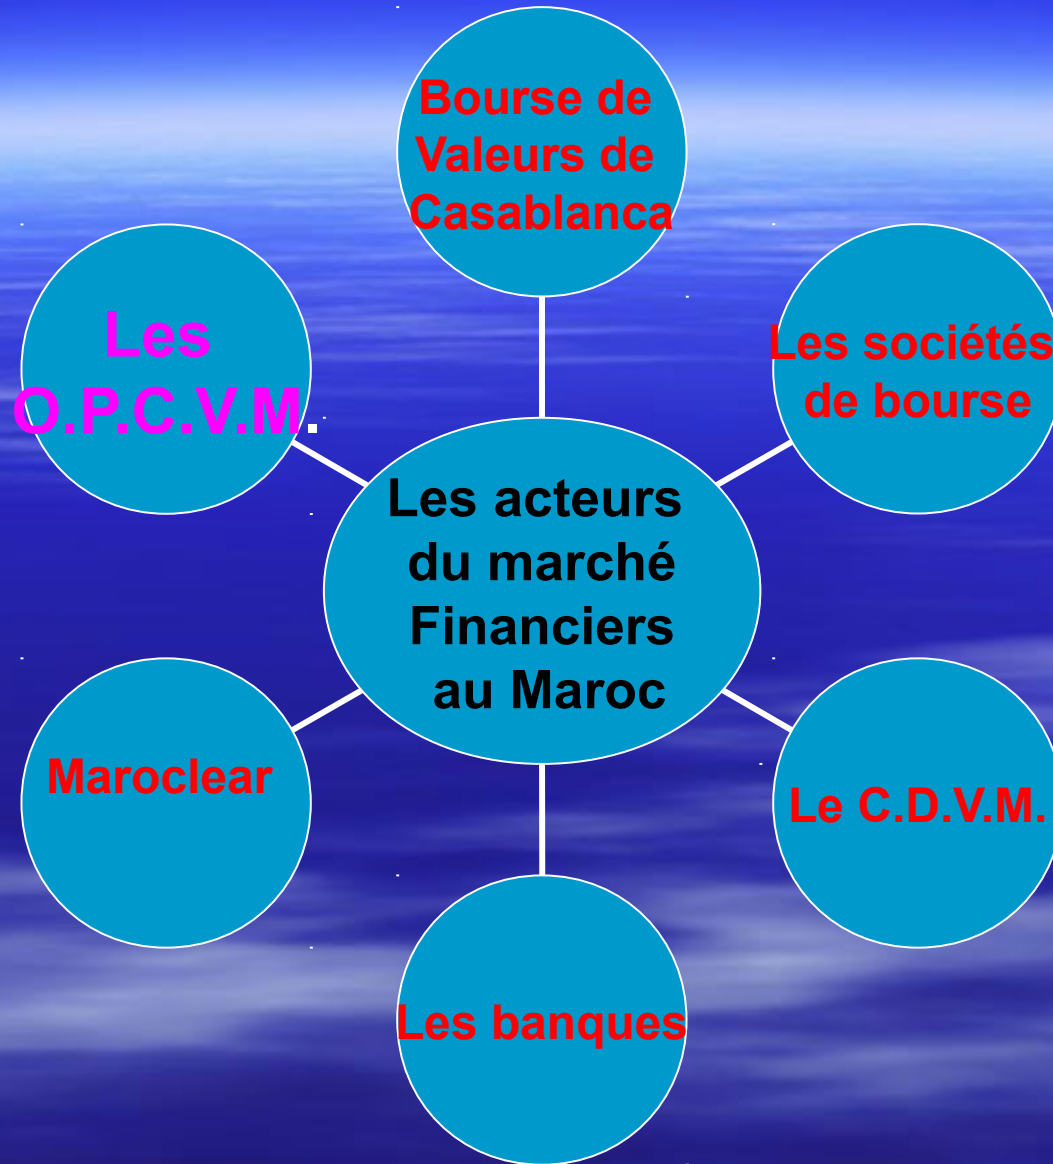 Bourse de
Valeurs de
Casablanca
Les
O.P.C.V.M.
Les sociétés
de bourse
Les acteurs
du marché
Financiers
au Maroc
Maroclear
Le C.D.V.M.
Les banques